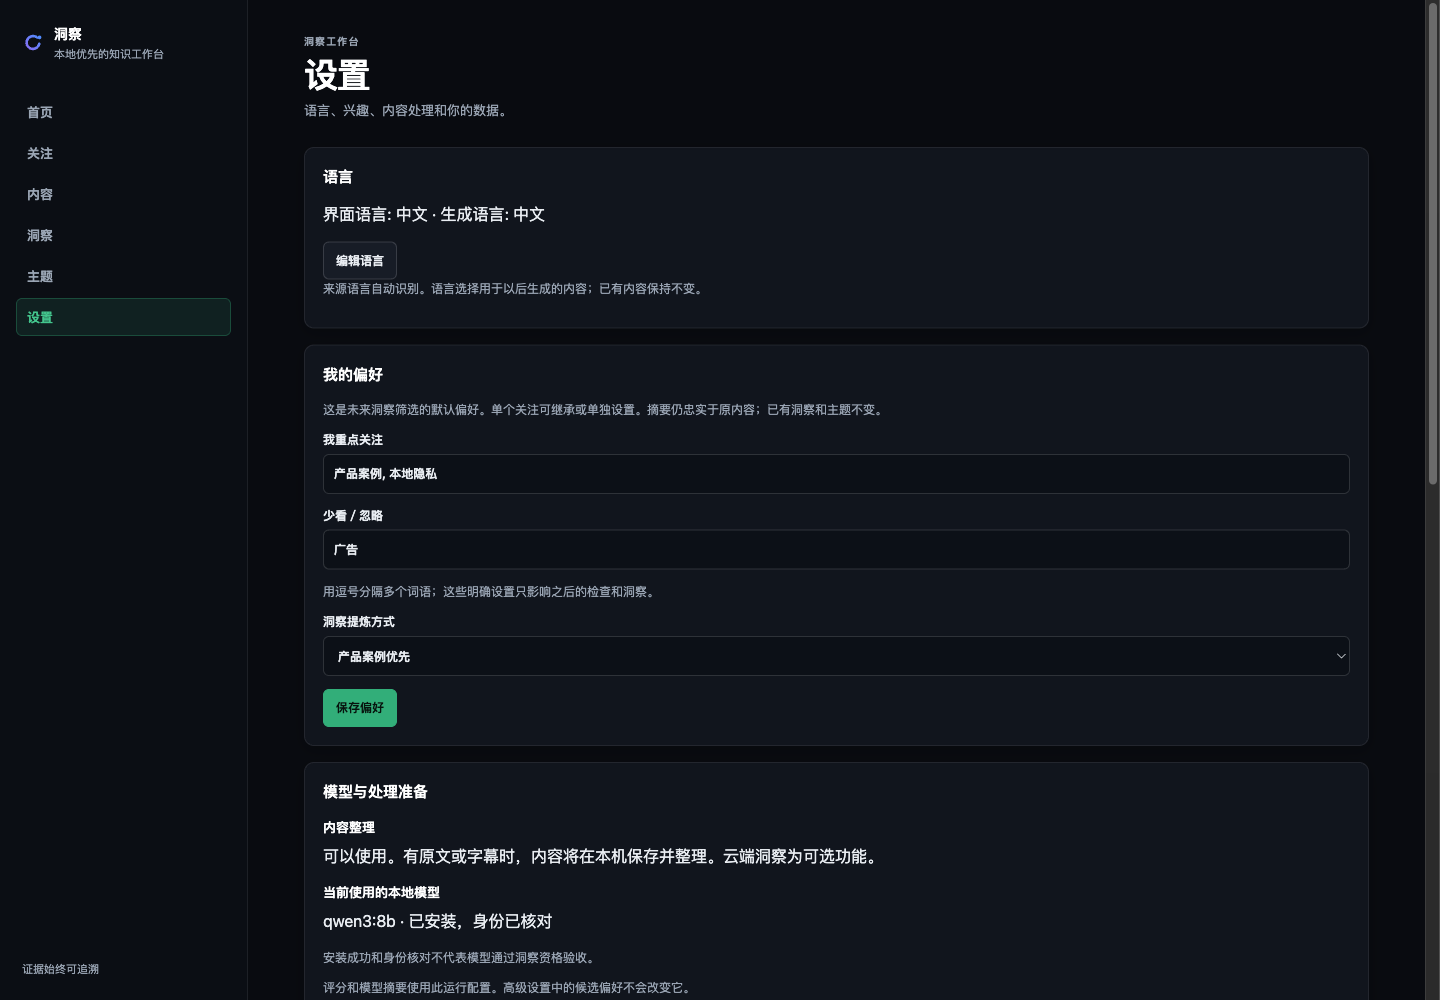 洞察
本地优先的知识工作台
首页
关注
内容
洞察
主题
设置
证据始终可追溯
洞察工作台
设置
语言、兴趣、内容处理和你的数据。
语言
界面语言: 中文 · 生成语言: 中文
编辑语言
来源语言自动识别。语言选择用于以后生成的内容；已有内容保持不变。
我的偏好
这是未来洞察筛选的默认偏好。单个关注可继承或单独设置。摘要仍忠实于原内容；已有洞察和主题不变。
我重点关注
产品案例, 本地隐私
少看 / 忽略
广告
用逗号分隔多个词语；这些明确设置只影响之后的检查和洞察。
洞察提炼方式
产品案例优先
保存偏好
模型与处理准备
内容整理
可以使用。有原文或字幕时，内容将在本机保存并整理。云端洞察为可选功能。
当前使用的本地模型
qwen3:8b · 已安装，身份已核对
安装成功和身份核对不代表模型通过洞察资格验收。
评分和模型摘要使用此运行配置。高级设置中的候选偏好不会改变它。